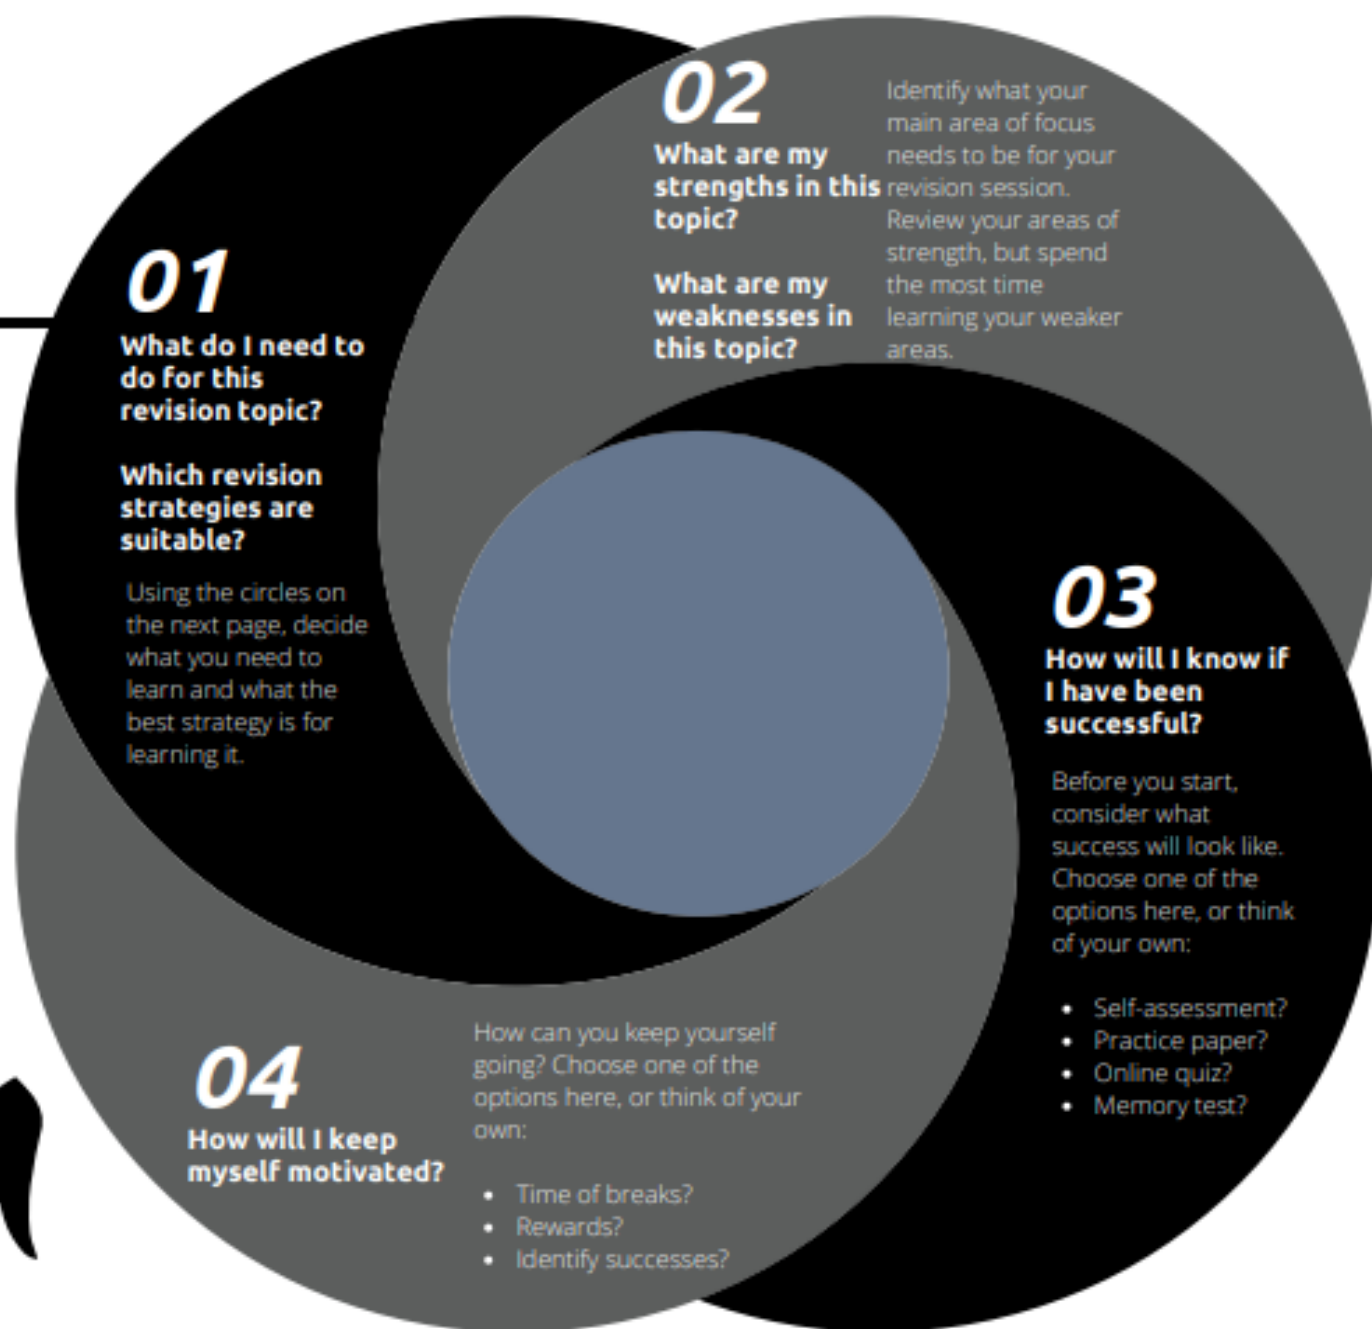 01
What do I need to
do for this
revision topic?
Which revision
strategies are
suitable?
Using the circles on
the next page, decide
what you need to
learn and what the
best strategy is for
learning it.
02
What are my
strengths in this
topic?
What are my
weaknesses in
this topic?
Identify what your
main area of focus
needs to be for your
revision session.
Review your areas of
strength, but spend
the most time
learning your weaker
areas.
03
How will I know if
I have been
successful?
Before you start,
consider what
success will look like.
Choose one of the
options here, or think
of your own:
• Self-assessment?
• Practice paper?
• Online quiz?
• Memory test?
04
How will I keep
myself motivated?
How can you keep yourself
going? Choose one of the
options here, or think of your
own:
• Time of breaks?
• Rewards?
• Identify successes?